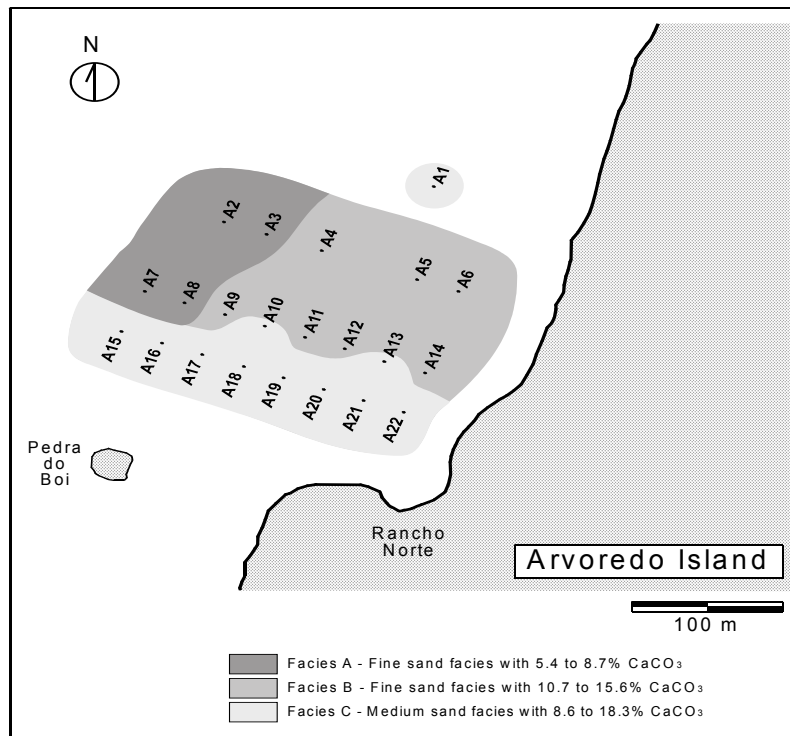 N
A1
A2
A3
A4
A5
A6
A7
A8
A9
A10
A11
A12
A13
A14
A15
A16
A17
A18
A19
A20
A21
A22
Pedra
do
Boi
Rancho
Norte
Arvoredo Island
100 m
Facies A - Fine sand facies with 5.4 to 8.7% CaCO₃
Facies B - Fine sand facies with 10.7 to 15.6% CaCO₃
Facies C - Medium sand facies with 8.6 to 18.3% CaCO₃